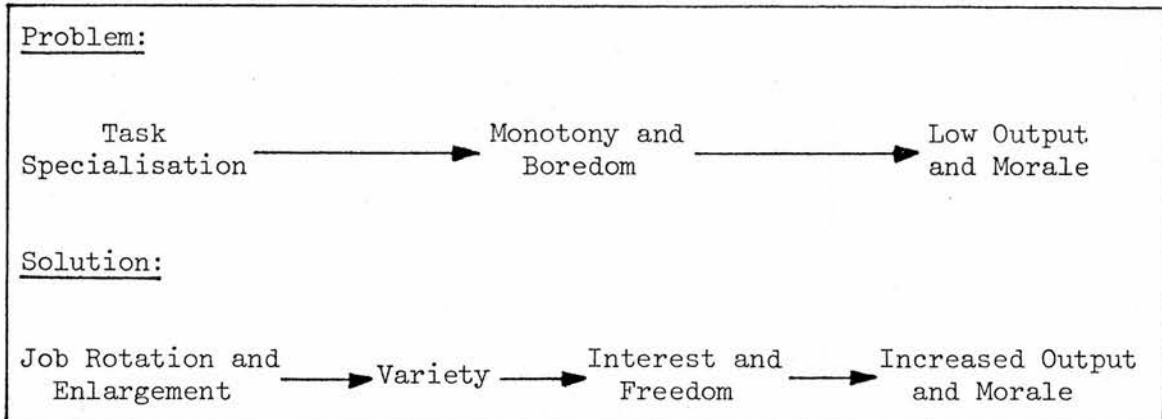 Problem:
Task Specialisation
Monotony and Boredom
Low Output and Morale
Solution:
Job Rotation and Enlargement
Variety
Interest and Freedom
Increased Output and Morale